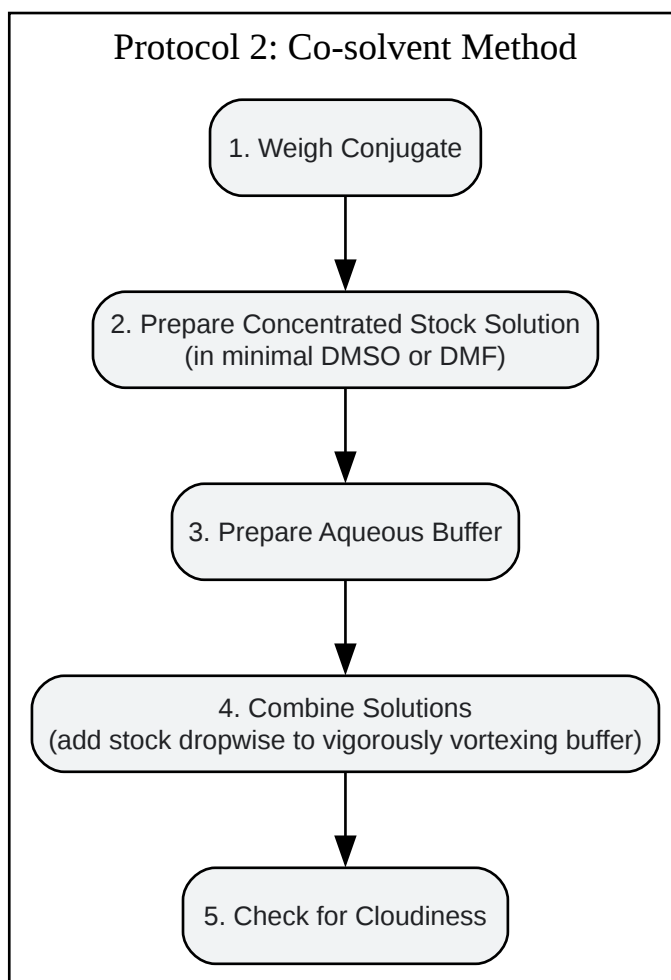 Protocol 2: Co-solvent Method
1. Weigh Conjugate
2. Prepare Concentrated Stock Solution
(in minimal DMSO or DMF)
3. Prepare Aqueous Buffer
4. Combine Solutions
(add stock dropwise to vigorously vortexing buffer)
5. Check for Cloudiness